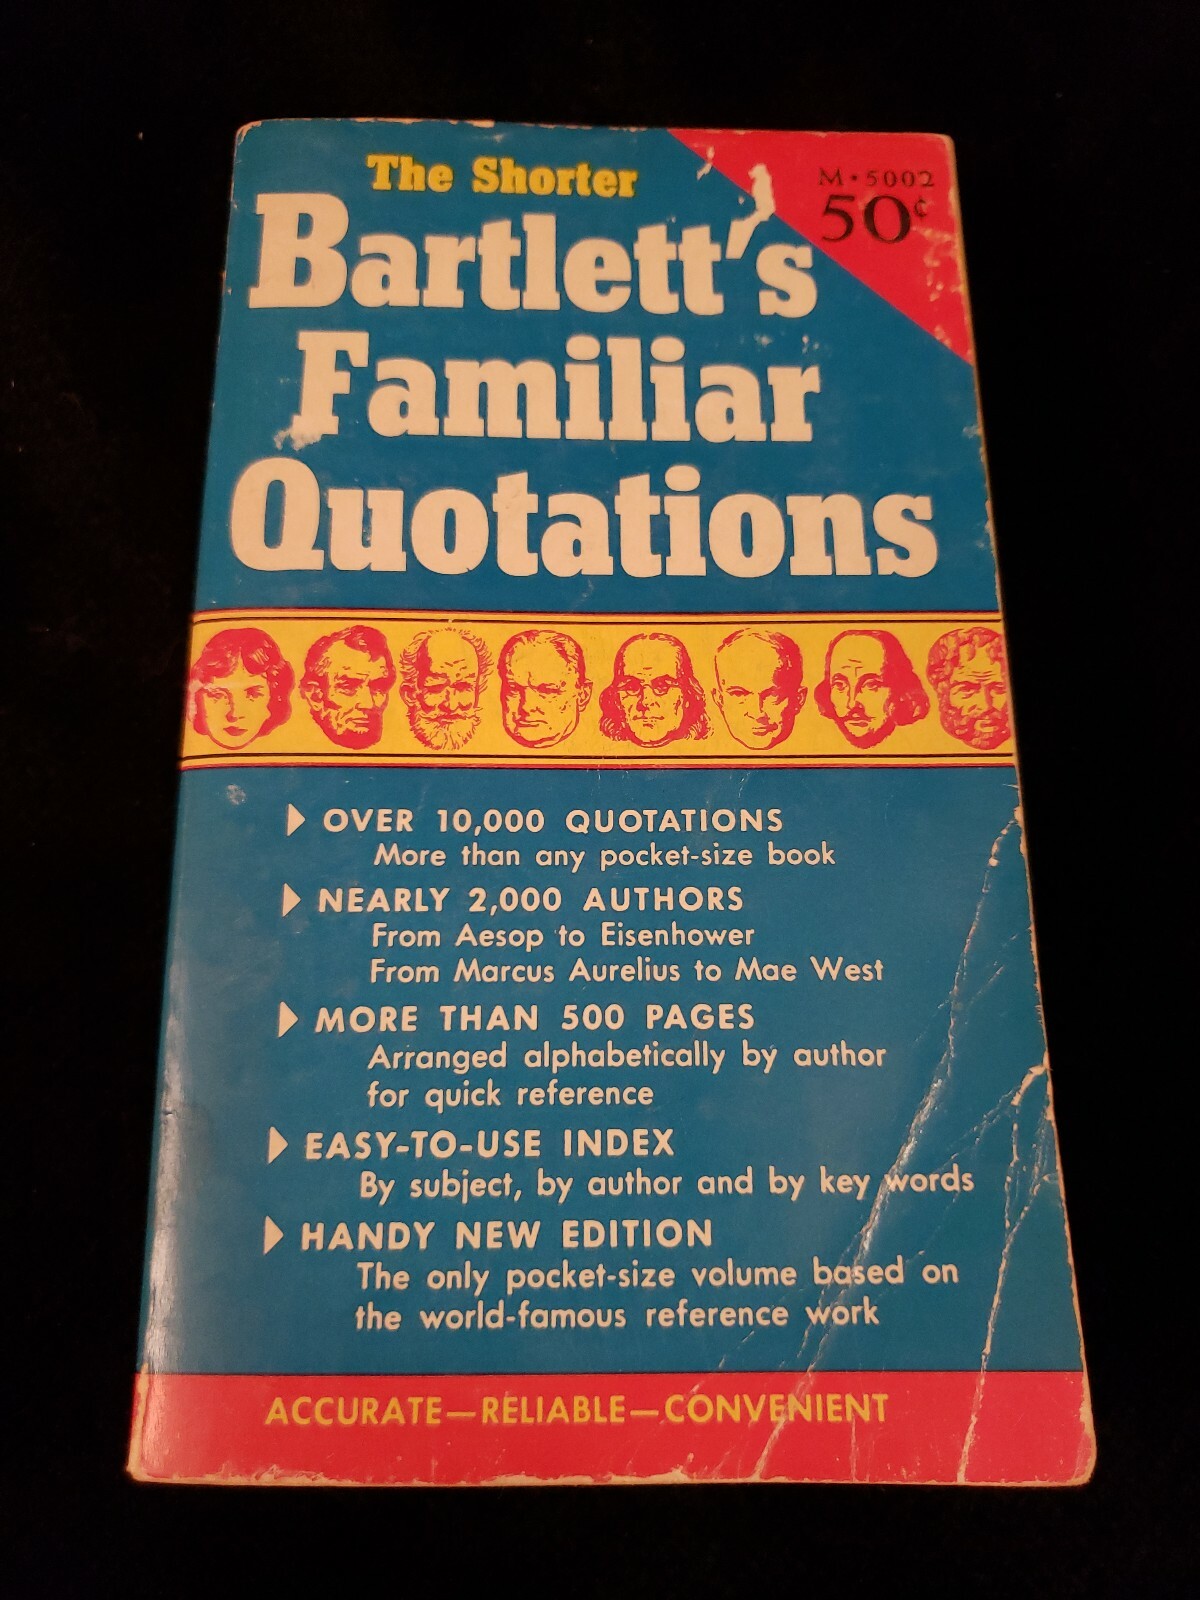 The Shorter
M·5002
50¢
Bartlett's
Familiar
Quotations
OVER 10,000 QUOTATIONS
More than any pocket-size book
NEARLY 2,000 AUTHORS
From Aesop to Eisenhower
From Marcus Aurelius to Mae West
MORE THAN 500 PAGES
Arranged alphabetically by author
for quick reference
EASY-TO-USE INDEX
By subject, by author and by key words
HANDY NEW EDITION
The only pocket-size volume based on
the world-famous reference work
ACCURATE—RELIABLE—CONVENIENT